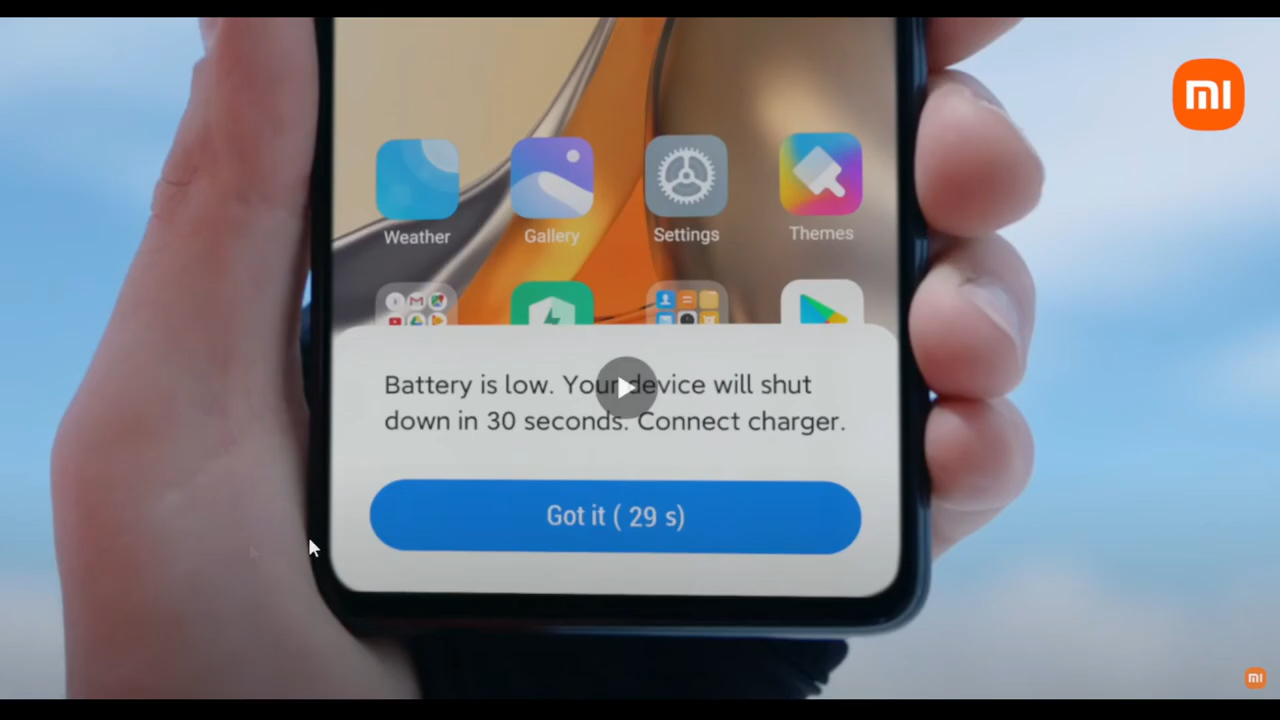 mi
Weather
Gallery
Settings
Themes
Battery is low. Your device will shut
down in 30 seconds. Connect charger.
Got it ( 29 s)
mi